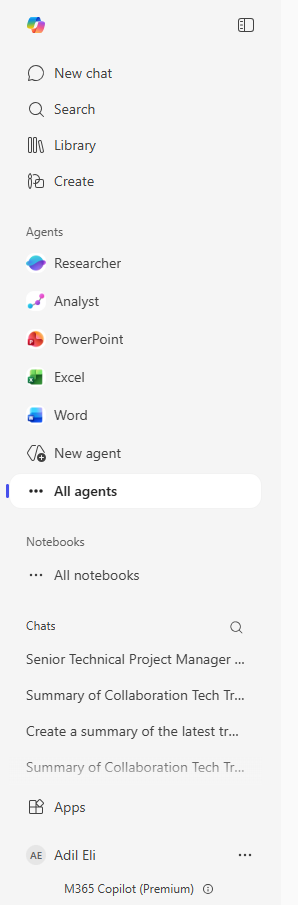 New chat
Search
Library
Create
Agents
Researcher
Analyst
PowerPoint
Excel
Word
New agent
All agents
Notebooks
All notebooks
Chats
Senior Technical Project Manager ...
Summary of Collaboration Tech Tr...
Create a summary of the latest tr...
Summary of Collaboration Tech Tr...
Apps
AE Adil Eli
M365 Copilot (Premium)